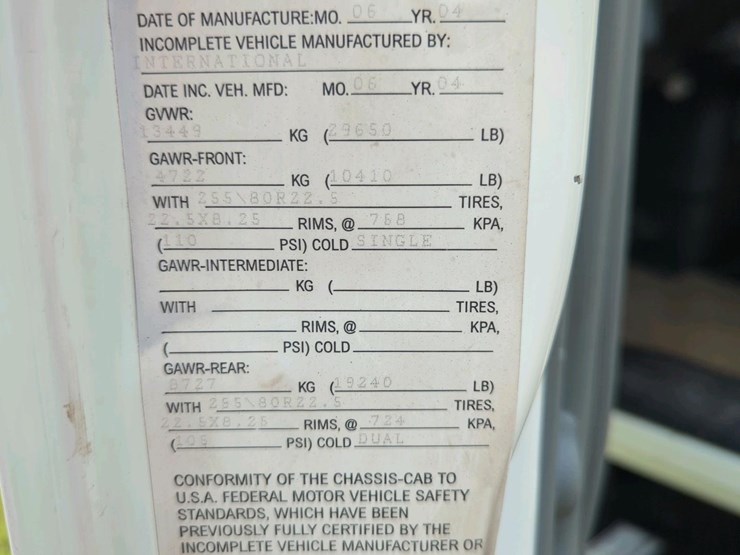 DATE OF MANUFACTURE:MO. 06 YR. 04
INCOMPLETE VEHICLE MANUFACTURED BY:
INTERNATIONAL
DATE INC. VEH. MFD: MO. 06 YR. 04
GVWR:
13449 KG (29650 LB)
GAWR-FRONT:
4722 KG (10410 LB)
WITH 255\80R22.5 TIRES,
22.5X8.25 RIMS, @ 758 KPA,
(110 PSI) COLD SINGLE
GAWR-INTERMEDIATE:
KG ( LB)
WITH TIRES,
RIMS, @ KPA,
( PSI) COLD
GAWR-REAR:
8727 KG (19240 LB)
WITH 255\80R22.5 TIRES,
22.5X8.25 RIMS, @ 724 KPA,
(105 PSI) COLD DUAL
CONFORMITY OF THE CHASSIS-CAB TO
U.S.A. FEDERAL MOTOR VEHICLE SAFETY
STANDARDS, WHICH HAVE BEEN
PREVIOUSLY FULLY CERTIFIED BY THE
INCOMPLETE VEHICLE MANUFACTURER OR